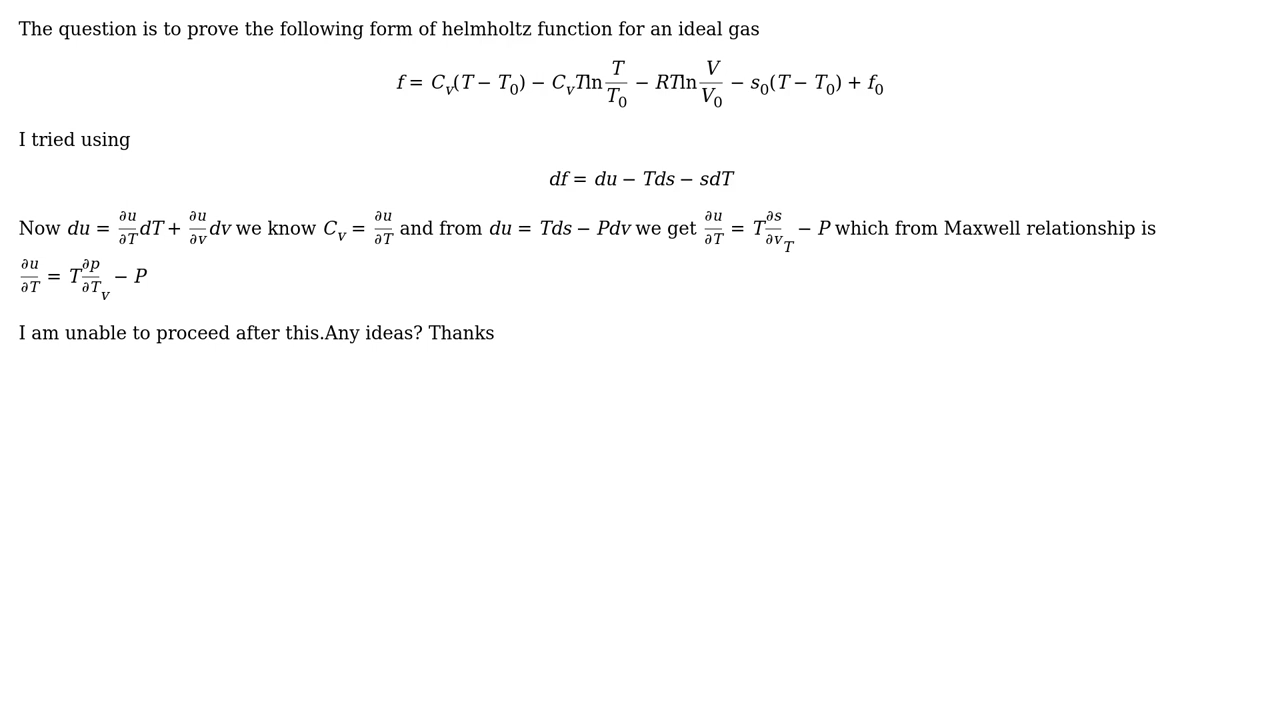 The question is to prove the following form of helmholtz function for an ideal gas
f = C_v(T − T_0) − C_vTln T/T_0 − RTln V/V_0 − s_0(T − T_0) + f_0
I tried using
df = du − Tds − sdT
Now du = ∂u/∂T dT + ∂u/∂v dv we know C_v = ∂u/∂T and from du = Tds − Pdv we get ∂u/∂T = T ∂s/∂v_T − P which from Maxwell relationship is
∂u/∂T = T ∂p/∂T_v − P
I am unable to proceed after this.Any ideas? Thanks